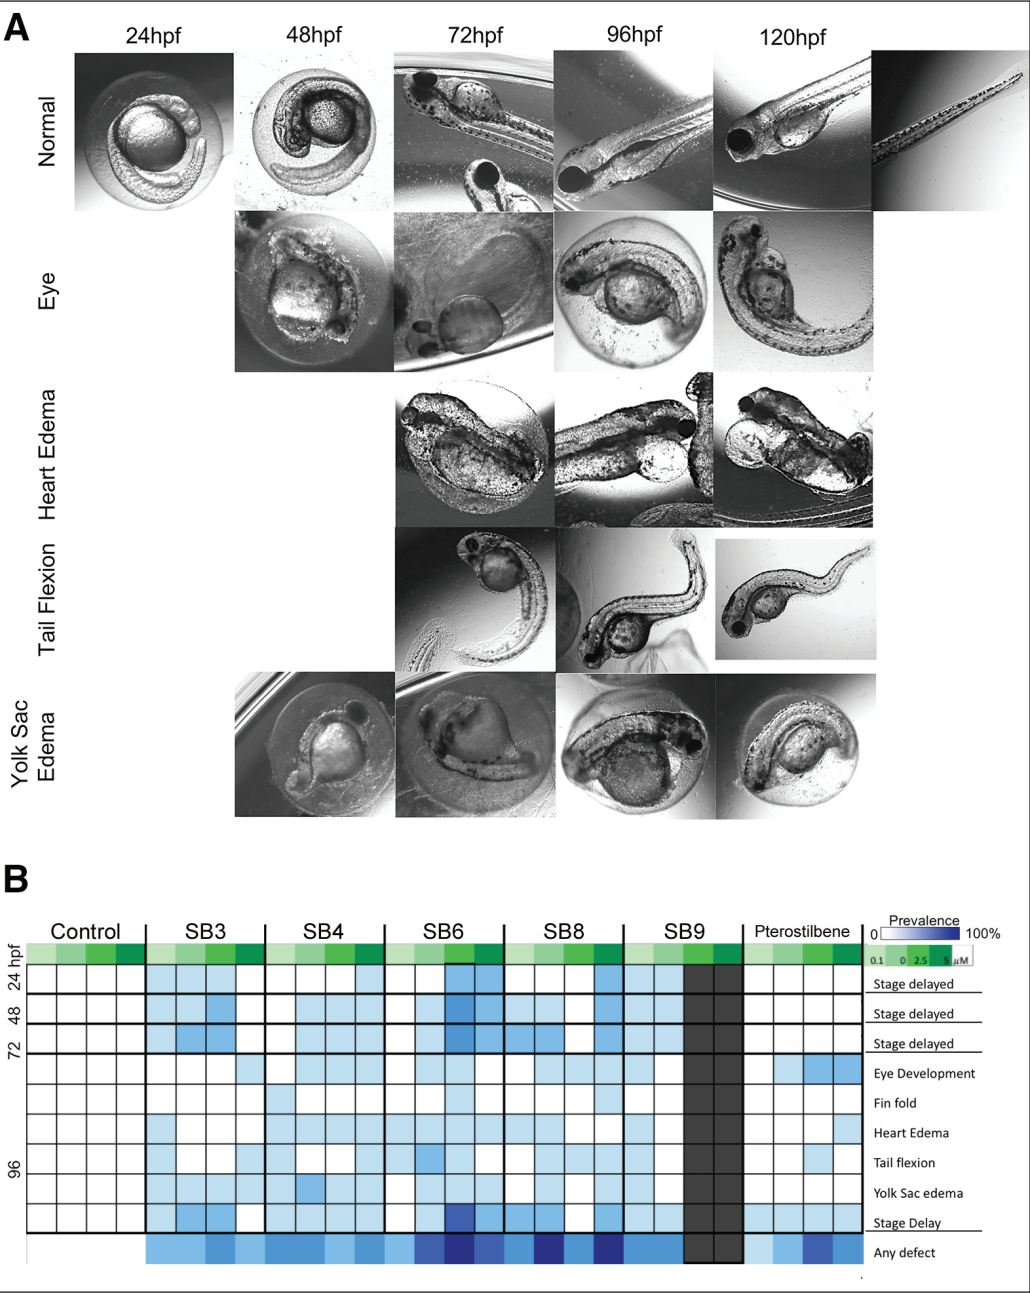 A
24hpf 48hpf 72hpf 96hpf 120hpf
Normal
Eye
Heart Edema
Tail Flexion
Yolk Sac
Edema
B
Control SB3 SB4 SB6 SB8 SB9 Pterostilbene
Prevalence
0 100%
0.1 0 2.5 5 µM
hpf
24
Stage delayed
48
Stage delayed
72
Stage delayed
Eye Development
Fin fold
Heart Edema
96
Tail flexion
Yolk Sac edema
Stage Delay
Any defect